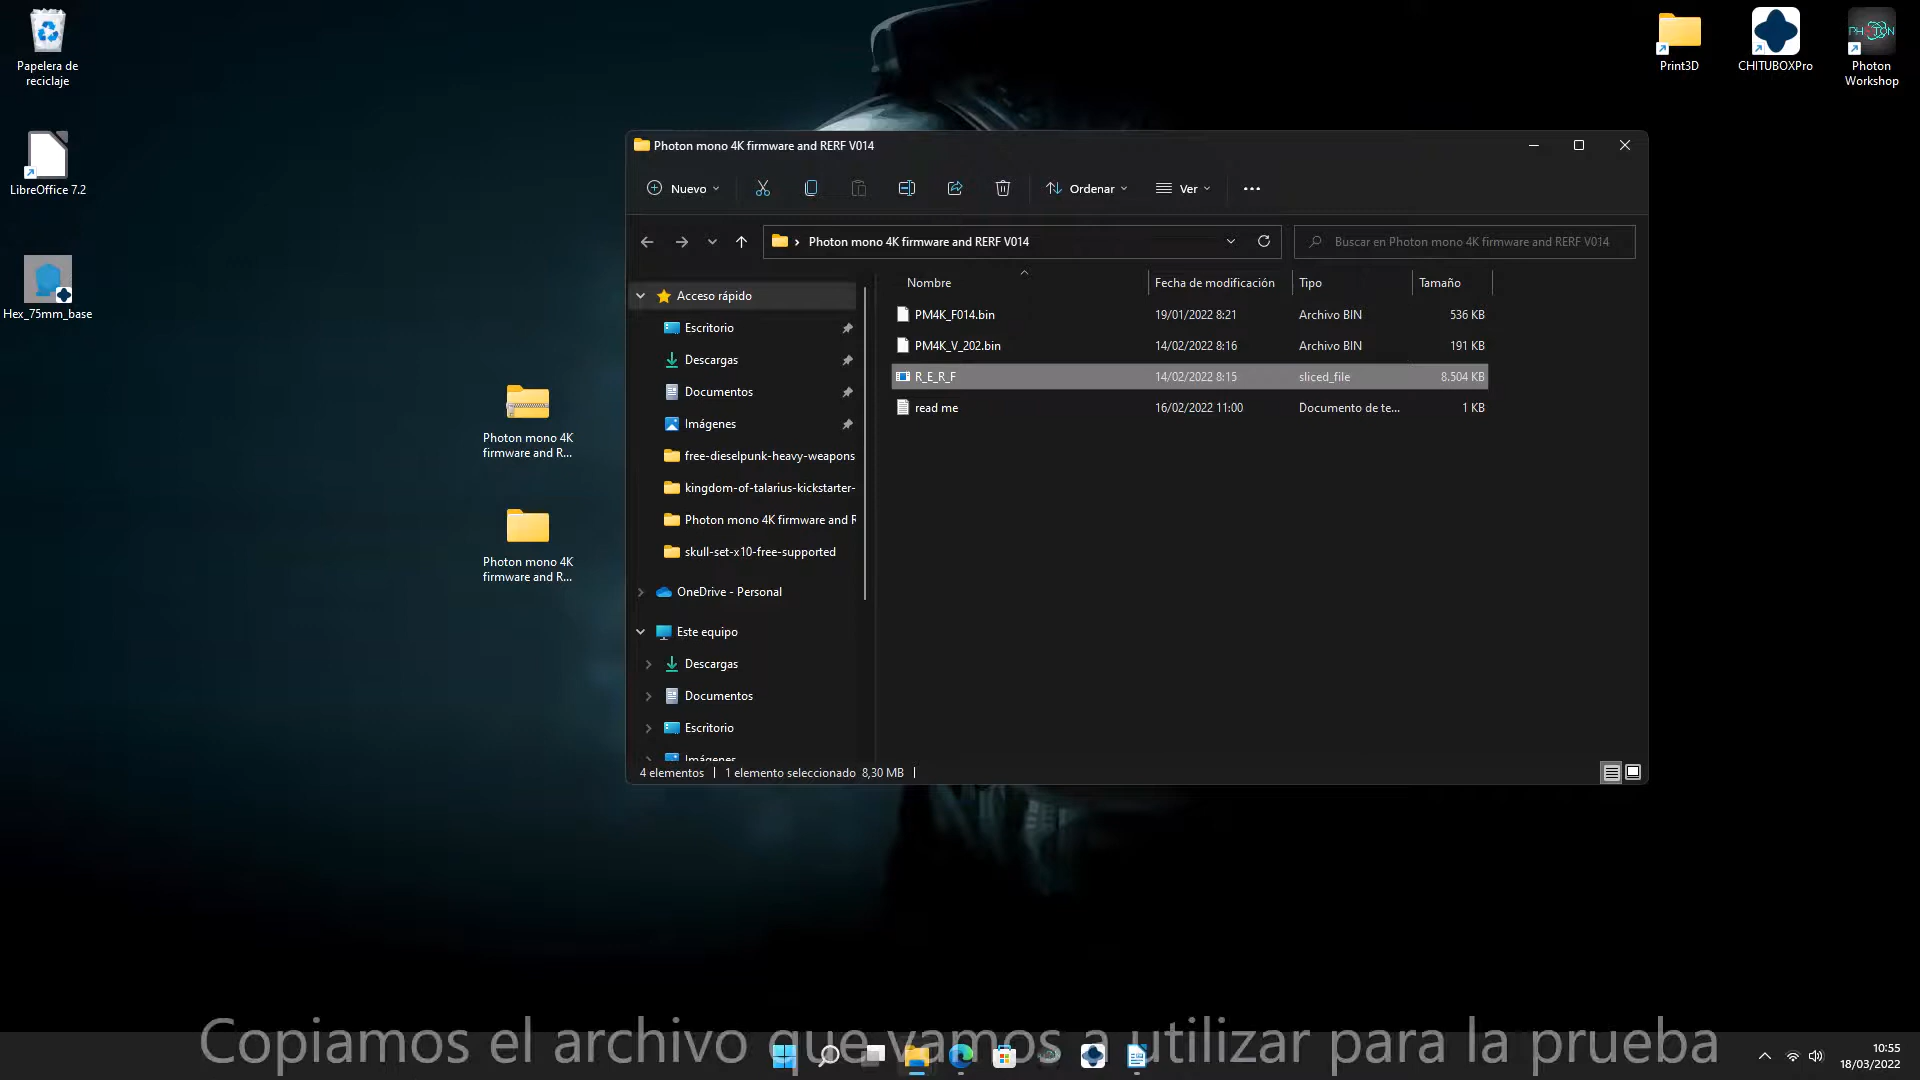 Papelera de
reciclaje
LibreOffice 7.2
Hex_75mm_base
Photon mono 4K
firmware and R...
Photon mono 4K
firmware and R...
Print3D
CHITUBOXPro
Photon
Workshop
Photon mono 4K firmware and RERF V014
Nuevo
Ordenar
Ver
Photon mono 4K firmware and RERF V014
Buscar en Photon mono 4K firmware and RERF V014
Acceso rápido
Escritorio
Descargas
Documentos
Imágenes
free-dieselpunk-heavy-weapons
kingdom-of-talarius-kickstarter-
Photon mono 4K firmware and R
skull-set-x10-free-supported
OneDrive - Personal
Este equipo
Descargas
Documentos
Escritorio
Imágenes
Nombre Fecha de modificación Tipo Tamaño
PM4K_F014.bin 19/01/2022 8:21 Archivo BIN 536 KB
PM4K_V_202.bin 14/02/2022 8:16 Archivo BIN 191 KB
R_E_R_F 14/02/2022 8:15 sliced_file 8.504 KB
read me 16/02/2022 11:00 Documento de te... 1 KB
4 elementos 1 elemento seleccionado 8,30 MB
Copiamos el archivo que vamos a utilizar para la prueba
10:55
18/03/2022